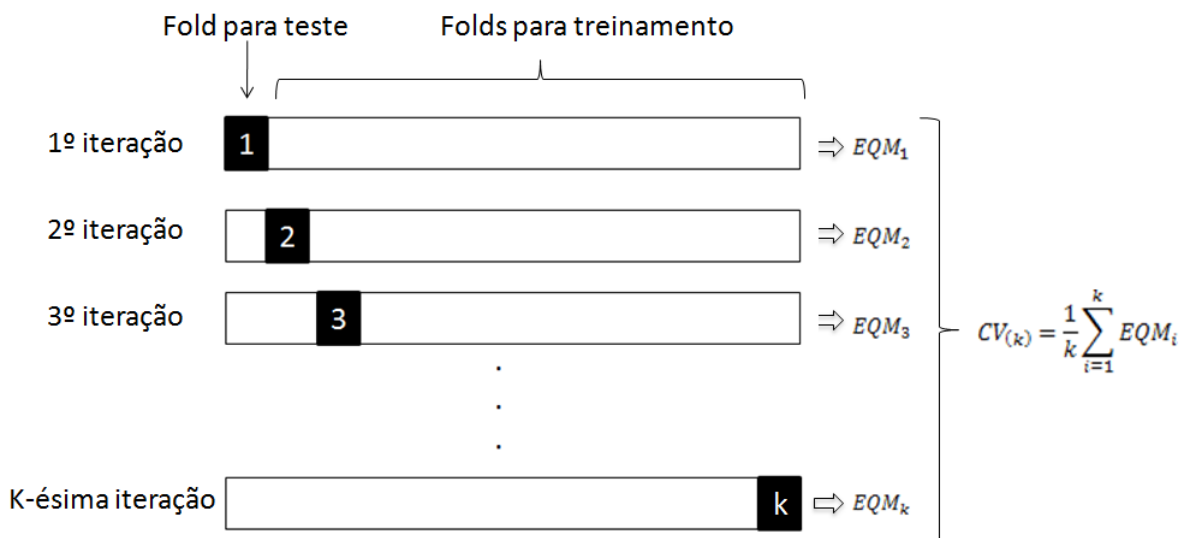 Fold para teste
Folds para treinamento
1º iteração
1
⇒ EQM₁
2º iteração
2
⇒ EQM₂
3º iteração
3
⇒ EQM₃
CV₍ₖ₎ = 1/k ∑ᵢ₌₁ᵏ EQMᵢ
.
.
.
K-ésima iteração
k
⇒ EQMₖ